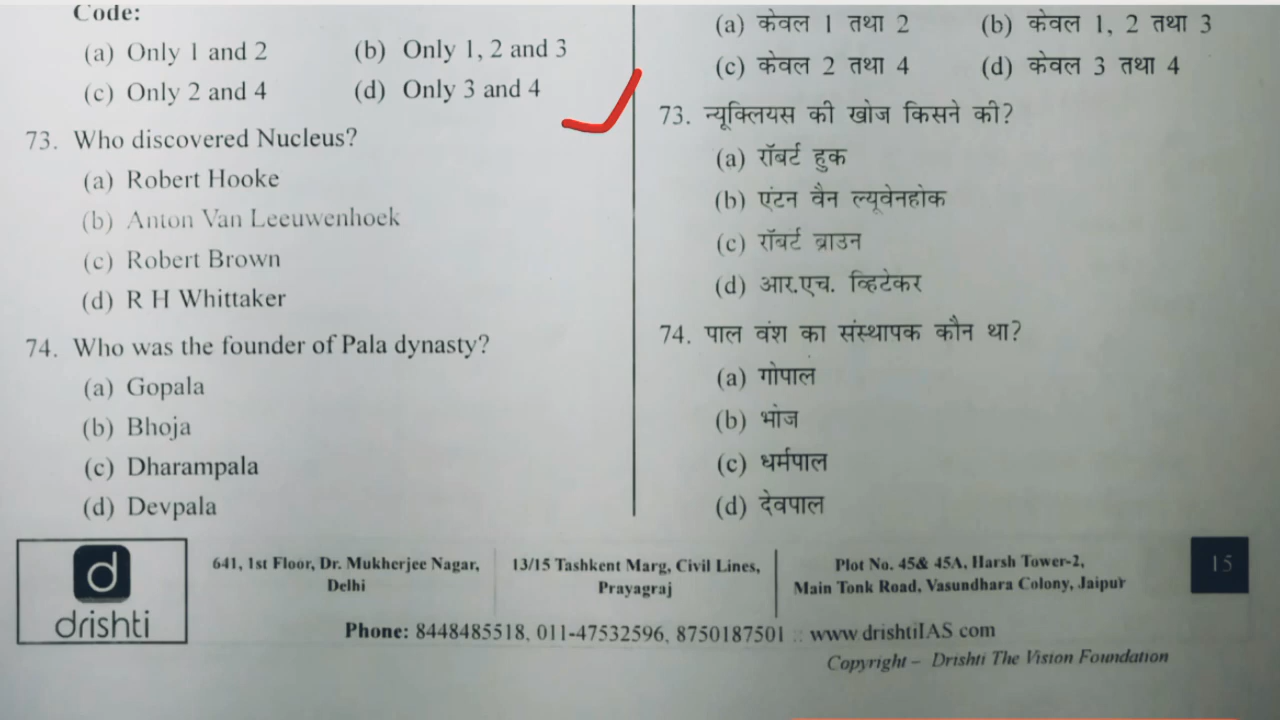 Code:
(a) Only 1 and 2 (b) Only 1, 2 and 3
(c) Only 2 and 4 (d) Only 3 and 4
73. Who discovered Nucleus?
(a) Robert Hooke
(b) Anton Van Leeuwenhoek
(c) Robert Brown
(d) R H Whittaker
74. Who was the founder of Pala dynasty?
(a) Gopala
(b) Bhoja
(c) Dharampala
(d) Devpala
(a) केवल 1 तथा 2 (b) केवल 1, 2 तथा 3
(c) केवल 2 तथा 4 (d) केवल 3 तथा 4
73. न्यूक्लियस की खोज किसने की?
(a) रॉबर्ट हुक
(b) एंटन वैन ल्यूवेनहोक
(c) रॉबर्ट ब्राउन
(d) आर.एच. व्हिटेकर
74. पाल वंश का संस्थापक कौन था?
(a) गोपाल
(b) भोज
(c) धर्मपाल
(d) देवपाल
d
drishti
641, 1st Floor, Dr. Mukherjee Nagar,
Delhi
13/15 Tashkent Marg, Civil Lines,
Prayagraj
Plot No. 45& 45A, Harsh Tower-2,
Main Tonk Road, Vasundhara Colony, Jaipur
15
Phone: 8448485518, 011-47532596, 8750187501 :: www drishtiIAS com
Copyright – Drishti The Vision Foundation